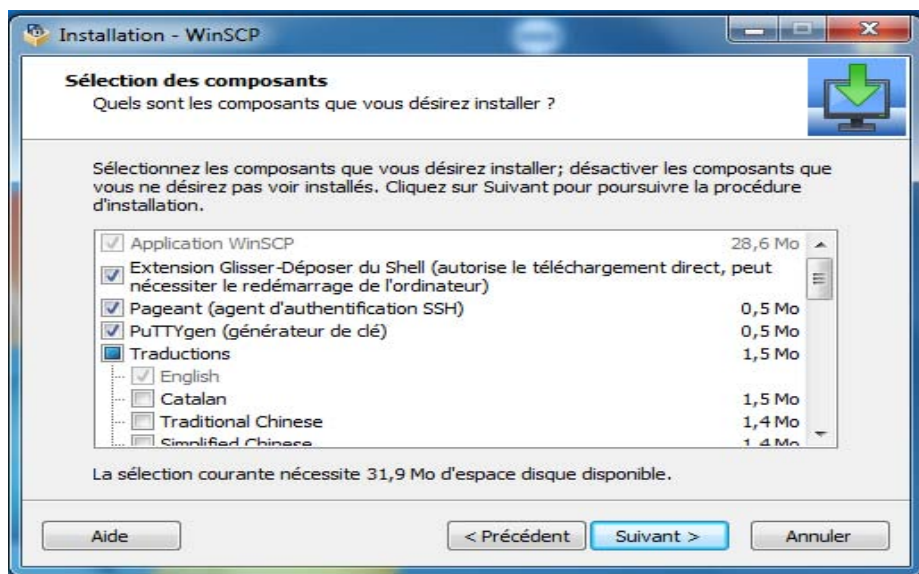 Installation - WinSCP
Sélection des composants
Quels sont les composants que vous désirez installer ?
Sélectionnez les composants que vous désirez installer; désactiver les composants que
vous ne désirez pas voir installés. Cliquez sur Suivant pour poursuivre la procédure
d'installation.
Application WinSCP 28,6 Mo
Extension Glisser-Déposer du Shell (autorise le téléchargement direct, peut
nécessiter le redémarrage de l'ordinateur)
Pageant (agent d'authentification SSH) 0,5 Mo
PuTTYgen (générateur de clé) 0,5 Mo
Traductions 1,5 Mo
English
Catalan 1,5 Mo
Traditional Chinese 1,4 Mo
Simplified Chinese 1,4 Mo
La sélection courante nécessite 31,9 Mo d'espace disque disponible.
Aide < Précédent Suivant > Annuler